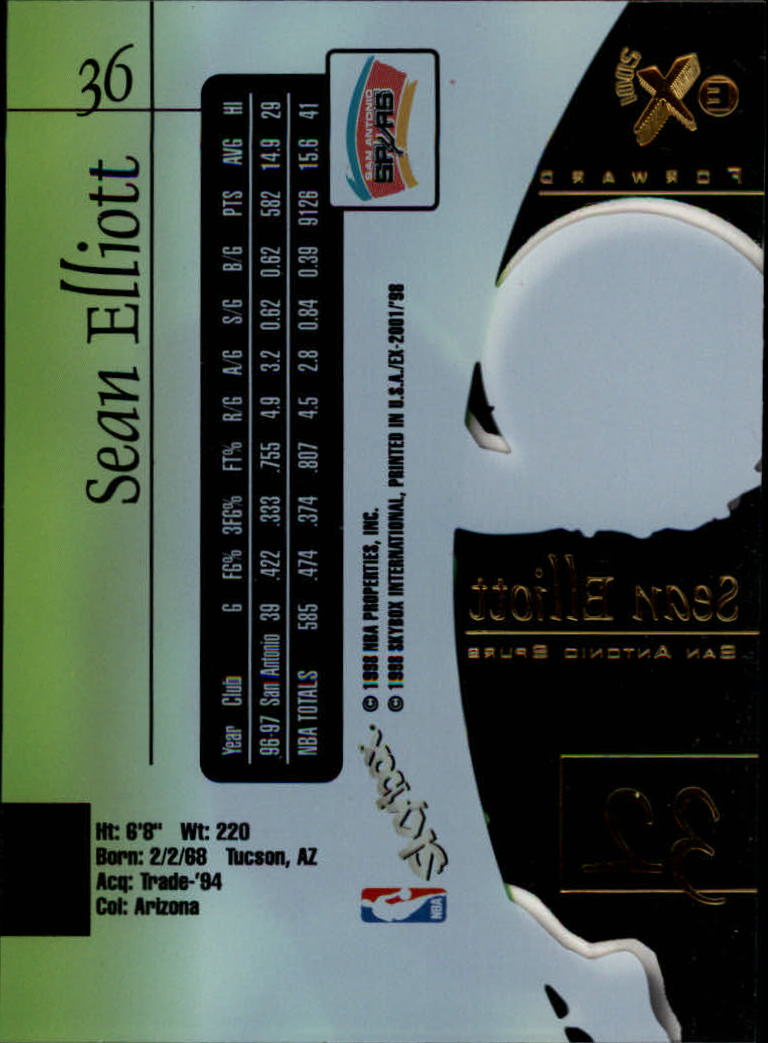 36
Sean Elliott
Year Club G FG% 3FG% FT% R/G A/G S/G B/G PTS AVG HI
96-97 San Antonio 39 .422 .333 .755 4.9 3.2 0.62 0.62 582 14.9 29
NBA TOTALS 585 .474 .374 .807 4.5 2.8 0.84 0.39 9126 15.6 41
SAN ANTONIO
SPURS
© 1998 NBA PROPERTIES, INC.
© 1998 SKYBOX INTERNATIONAL, PRINTED IN U.S.A./EX-2001/'98
Skybox
NBA
Ht: 6'8" Wt: 220
Born: 2/2/68 Tucson, AZ
Acq: Trade-'94
Col: Arizona
E X 2001
FORWARD
Sean Elliott
SAN ANTONIO SPURS
32